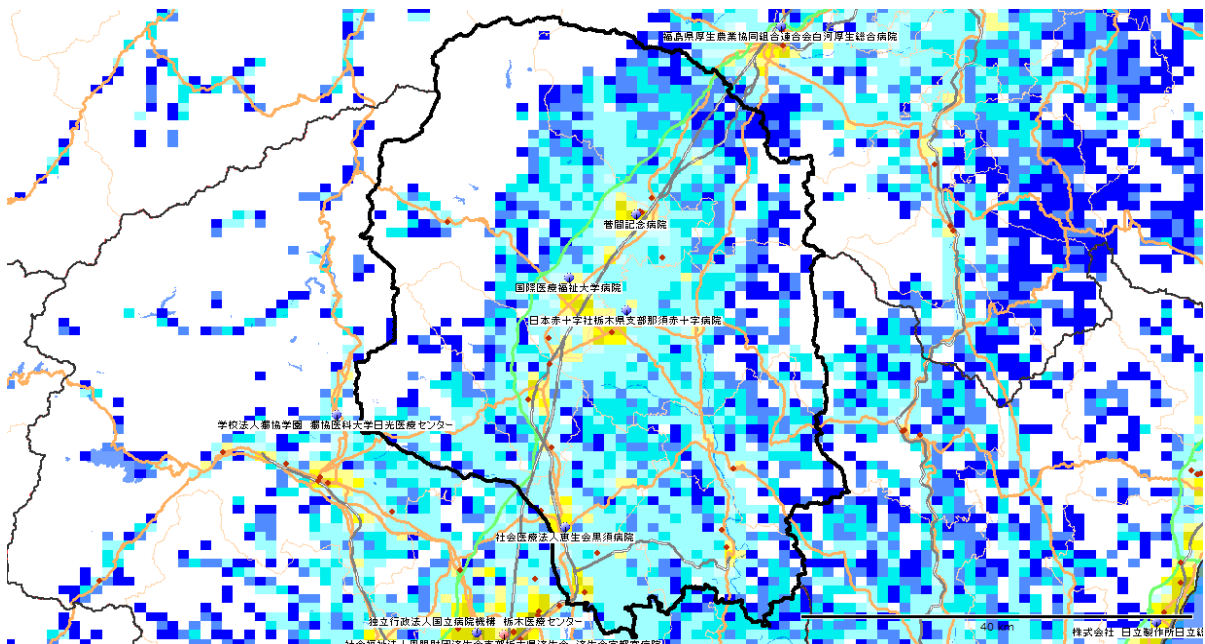 福島県厚生農業協同組合連合会白河厚生総合病院
菅間記念病院
国際医療福祉大学病院
日本赤十字社栃木県支部那須赤十字病院
学校法人獨協学園 獨協医科大学日光医療センター
社会医療法人恵生会黒須病院
独立行政法人国立病院機構 栃木医療センター
40 km
株式会社 日立製作所日立総